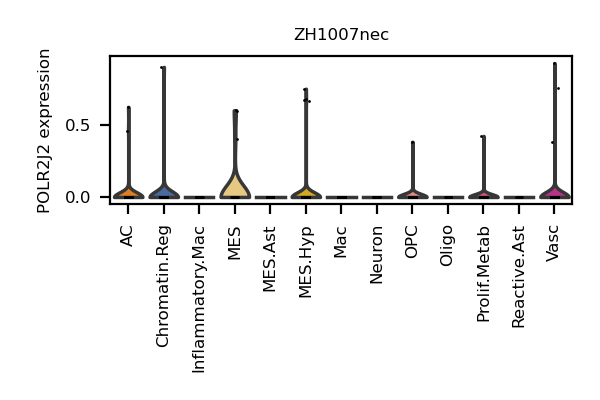 ZH1007nec
POLR2J2 expression
0.5
0.0
AC
Chromatin.Reg
Inflammatory.Mac
MES
MES.Ast
MES.Hyp
Mac
Neuron
OPC
Oligo
Prolif.Metab
Reactive.Ast
Vasc